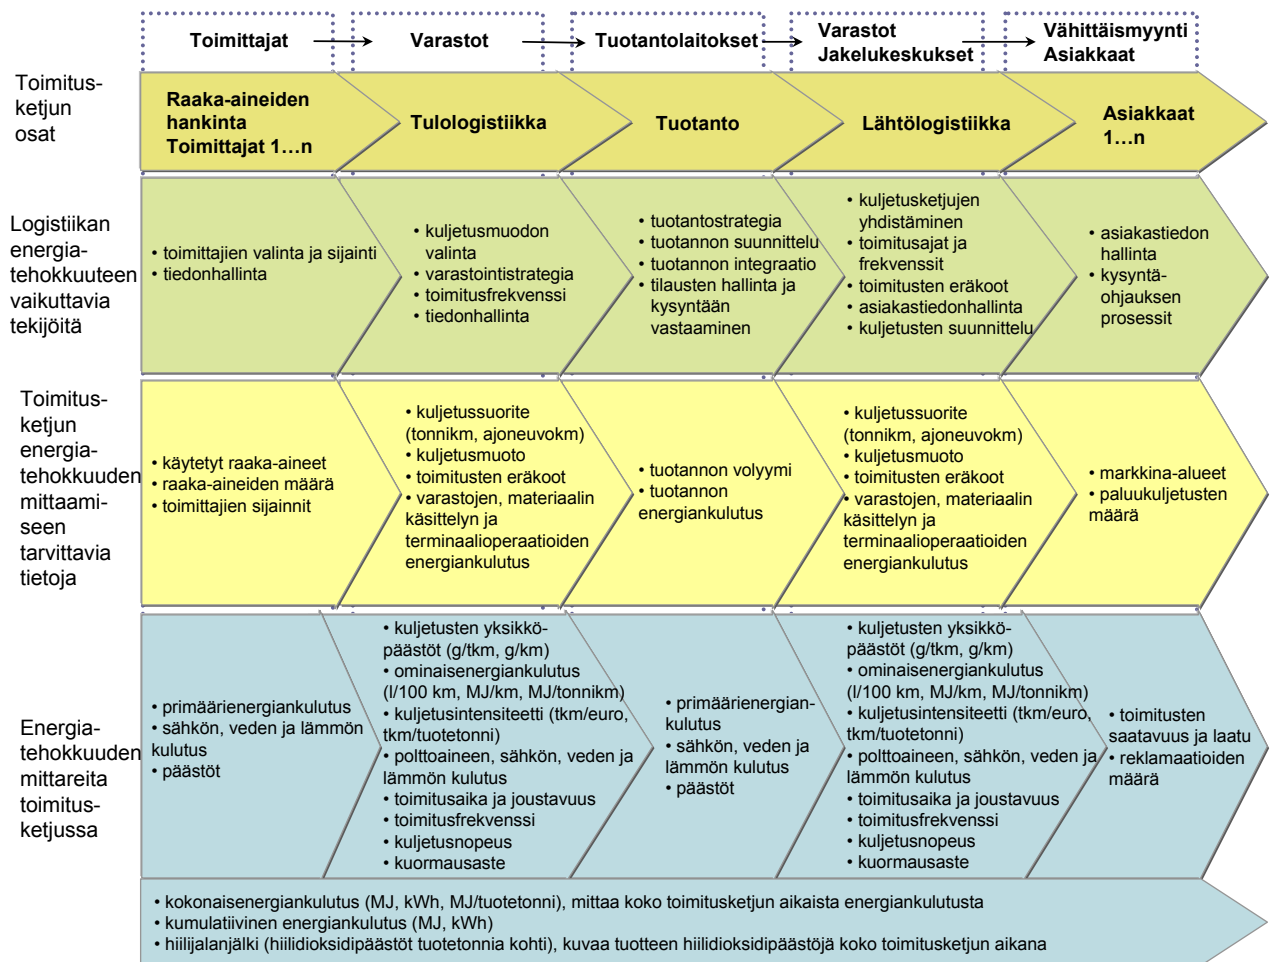 Toimittajat
Varastot
Tuotantolaitokset
Varastot
Jakelukeskukset
Vähittäismyynti
Asiakkaat
Toimitus-
ketjun
osat
Raaka-aineiden
hankinta
Toimittajat 1…n
Tulologistiikka
Tuotanto
Lähtölogistiikka
Asiakkaat
1…n
Logistiikan
energia-
tehokkuuteen
vaikuttavia
tekijöitä
• toimittajien valinta ja sijainti
• tiedonhallinta
• kuljetusmuodon
valinta
• varastointistrategia
• toimitusfrekvenssi
• tiedonhallinta
• tuotantostrategia
• tuotannon suunnittelu
• tuotannon integraatio
• tilausten hallinta ja
kysyntään
vastaaminen
• kuljetusketjujen
yhdistäminen
• toimitusajat ja
frekvenssit
• toimitusten eräkoot
• asiakastiedonhallinta
• kuljetusten suunnittelu
• asiakastiedon
hallinta
• kysyntä-
ohjauksen
prosessit
Toimitus-
ketjun
energia-
tehokkuuden
mittaami-
seen
tarvittavia
tietoja
• käytetyt raaka-aineet
• raaka-aineiden määrä
• toimittajien sijainnit
• kuljetussuorite
(tonnikm, ajoneuvokm)
• kuljetusmuoto
• toimitusten eräkoot
• varastojen, materiaalin
käsittelyn ja
terminaalioperaatioiden
energiankulutus
• tuotannon volyymi
• tuotannon
energiankulutus
• kuljetussuorite
(tonnikm, ajoneuvokm)
• kuljetusmuoto
• toimitusten eräkoot
• varastojen, materiaalin
käsittelyn ja
terminaalioperaatioiden
energiankulutus
• markkina-alueet
• paluukuljetusten
määrä
Energia-
tehokkuuden
mittareita
toimitus-
ketjussa
• primäärienergiankulutus
• sähkön, veden ja lämmön
kulutus
• päästöt
• kuljetusten yksikkö-
päästöt (g/tkm, g/km)
• ominaisenergiankulutus
(l/100 km, MJ/km, MJ/tonnikm)
• kuljetusintensiteetti (tkm/euro,
tkm/tuotetonni)
• polttoaineen, sähkön, veden ja
lämmön kulutus
• toimitusaika ja joustavuus
• toimitusfrekvenssi
• kuljetusnopeus
• kuormausaste
• primäärienergian-
kulutus
• sähkön, veden ja
lämmön kulutus
• päästöt
• kuljetusten yksikkö-
päästöt (g/tkm, g/km)
• ominaisenergiankulutus
(l/100 km, MJ/km, MJ/tonnikm)
• kuljetusintensiteetti (tkm/euro,
tkm/tuotetonni)
• polttoaineen, sähkön, veden ja
lämmön kulutus
• toimitusaika ja joustavuus
• toimitusfrekvenssi
• kuljetusnopeus
• kuormausaste
• toimitusten
saatavuus ja laatu
• reklamaatioiden
määrä
• kokonaisenergiankulutus (MJ, kWh, MJ/tuotetonni), mittaa koko toimitusketjun aikaista energiankulutusta
• kumulatiivinen energiankulutus (MJ, kWh)
• hiilijalanjälki (hiilidioksidipäästöt tuotetonnia kohti), kuvaa tuotteen hiilidioksidipäästöjä koko toimitusketjun aikana